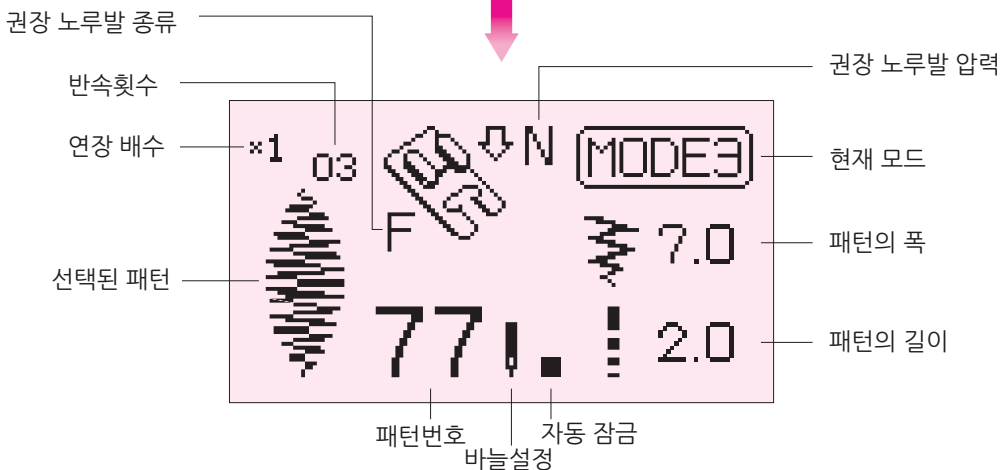 권장 노루발 종류
권장 노루발 압력
반속횟수
연장 배수
×1
03
N
MODE3
현재 모드
F
7.0
패턴의 폭
선택된 패턴
77
2.0
패턴의 길이
패턴번호
자동 잠금
바늘설정